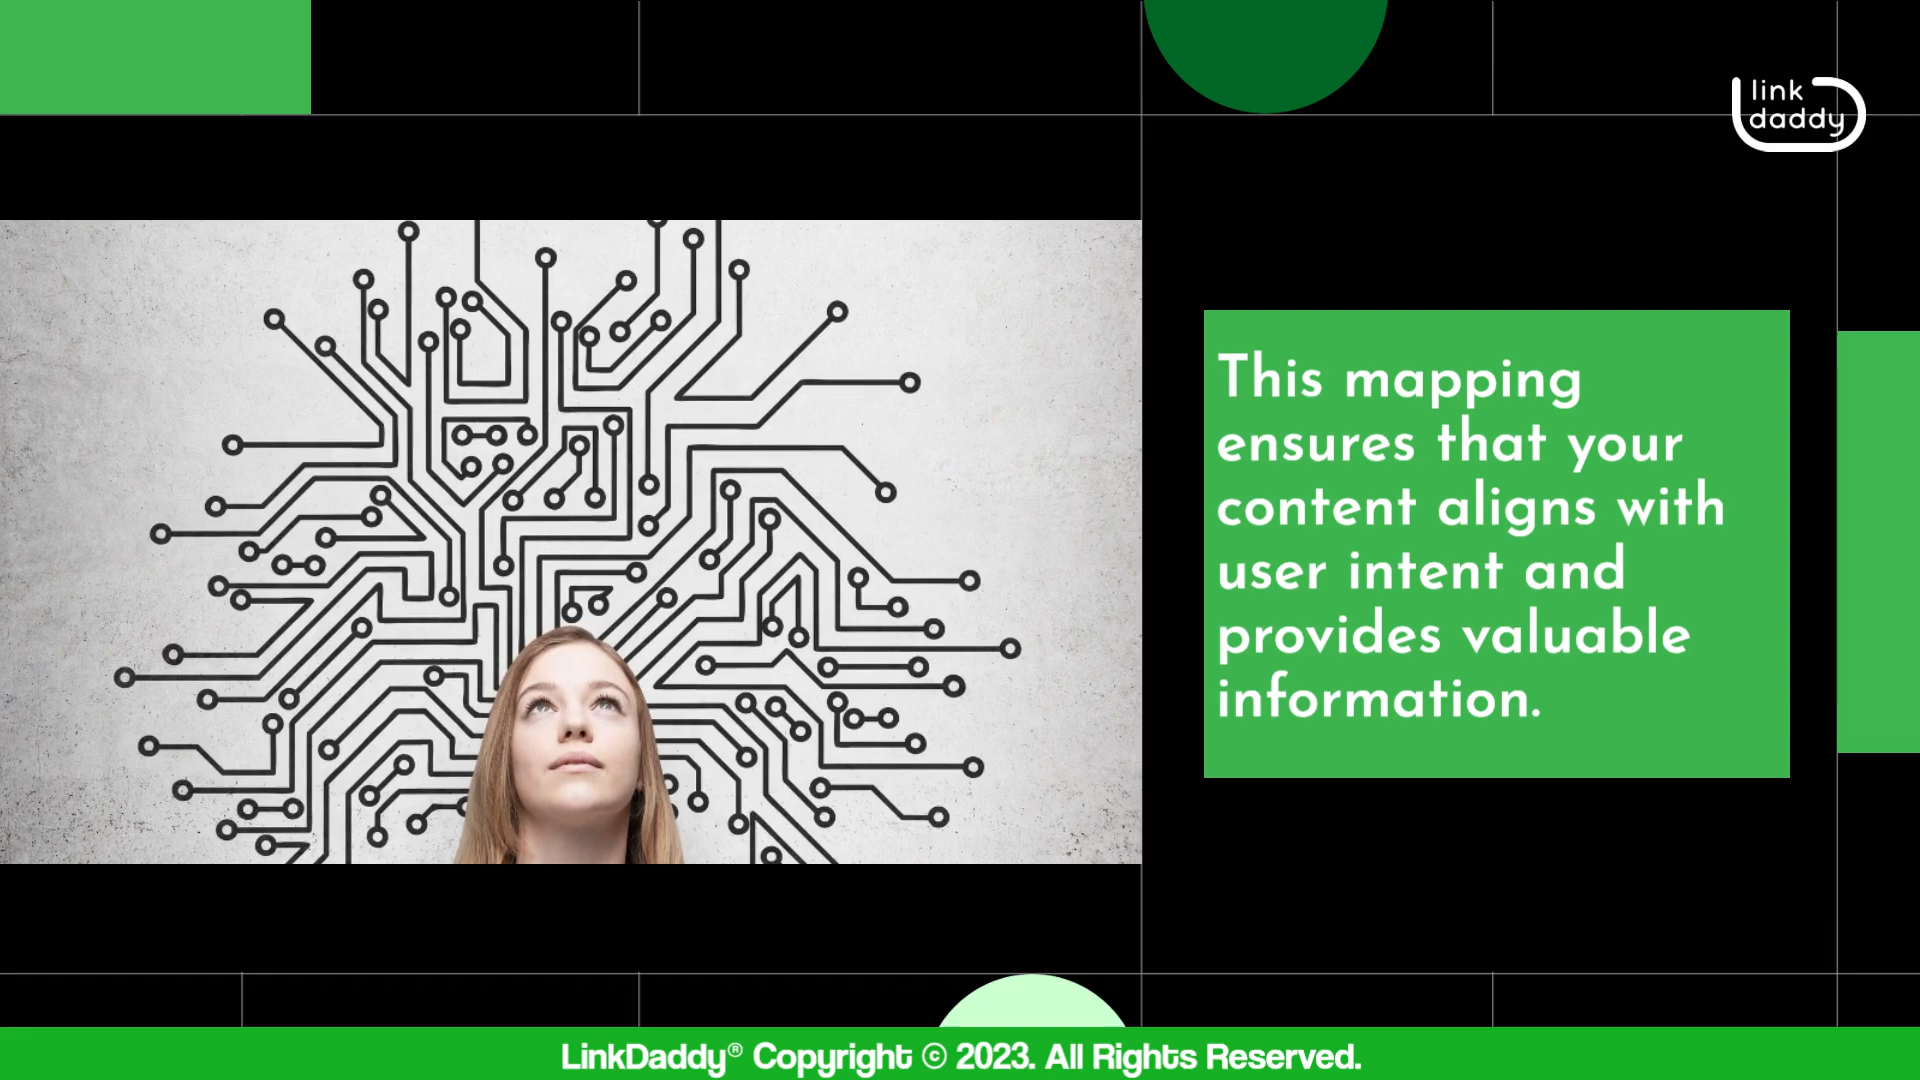 link
daddy
This mapping
ensures that your
content aligns with
user intent and
provides valuable
information.
LinkDaddy® Copyright © 2023. All Rights Reserved.